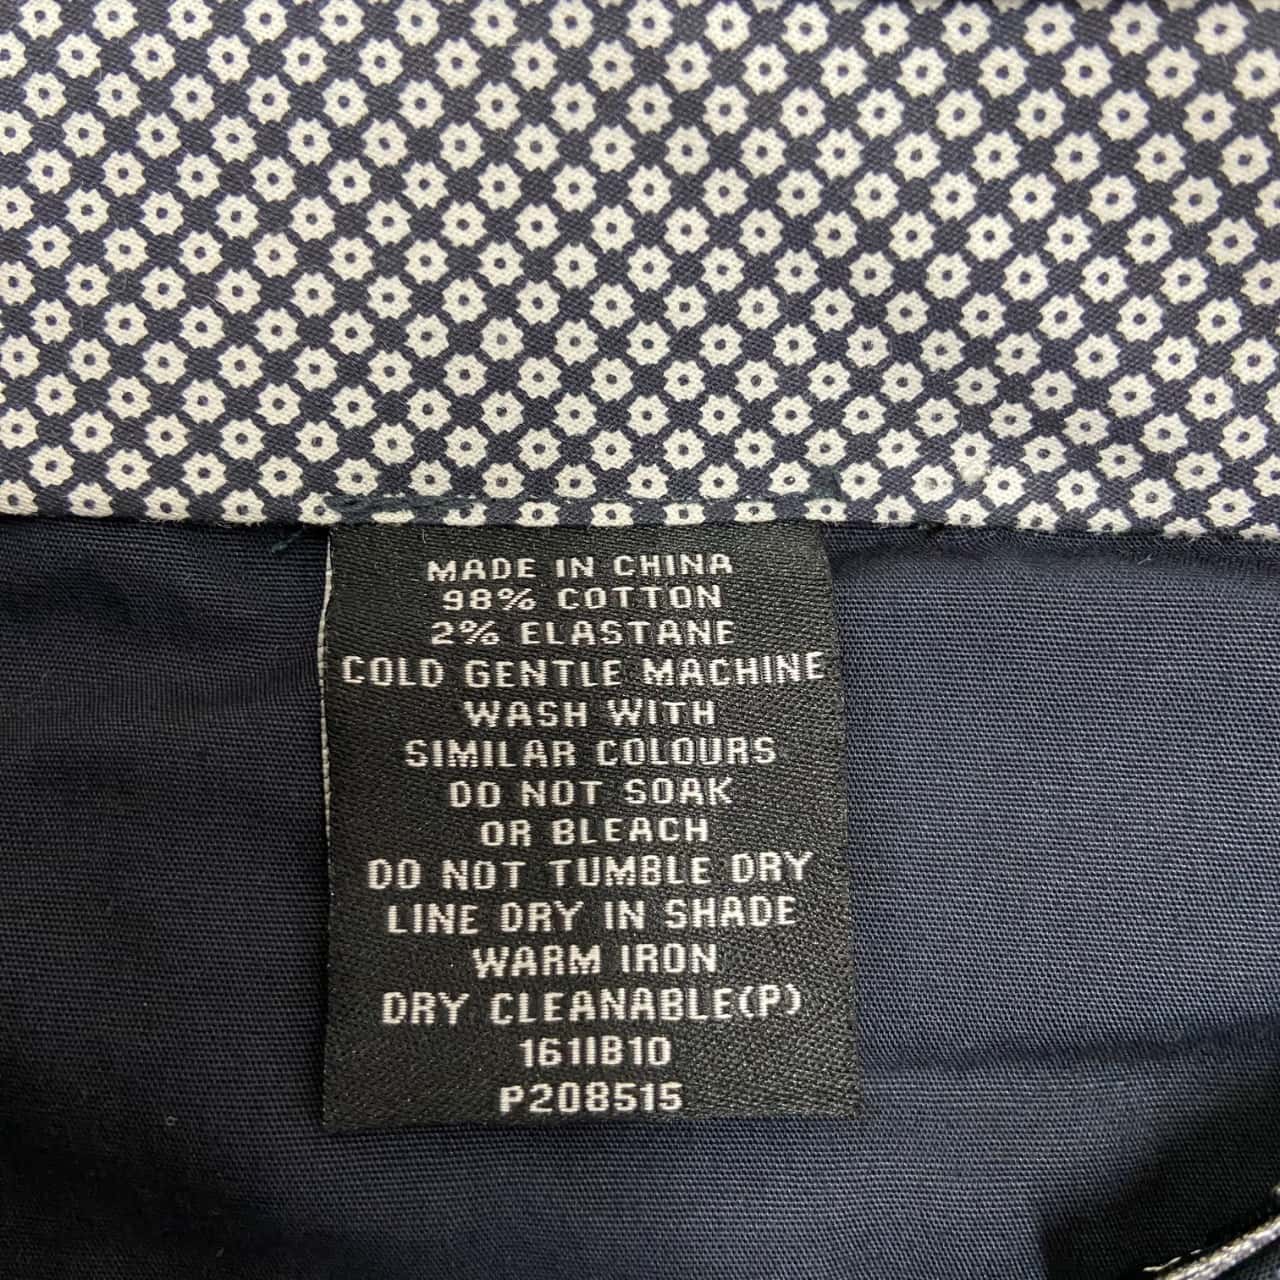 MADE IN CHINA
98% COTTON
2% ELASTANE
COLD GENTLE MACHINE
WASH WITH
SIMILAR COLOURS
DO NOT SOAK
OR BLEACH
DO NOT TUMBLE DRY
LINE DRY IN SHADE
WARM IRON
DRY CLEANABLE(P)
161IB10
P208515